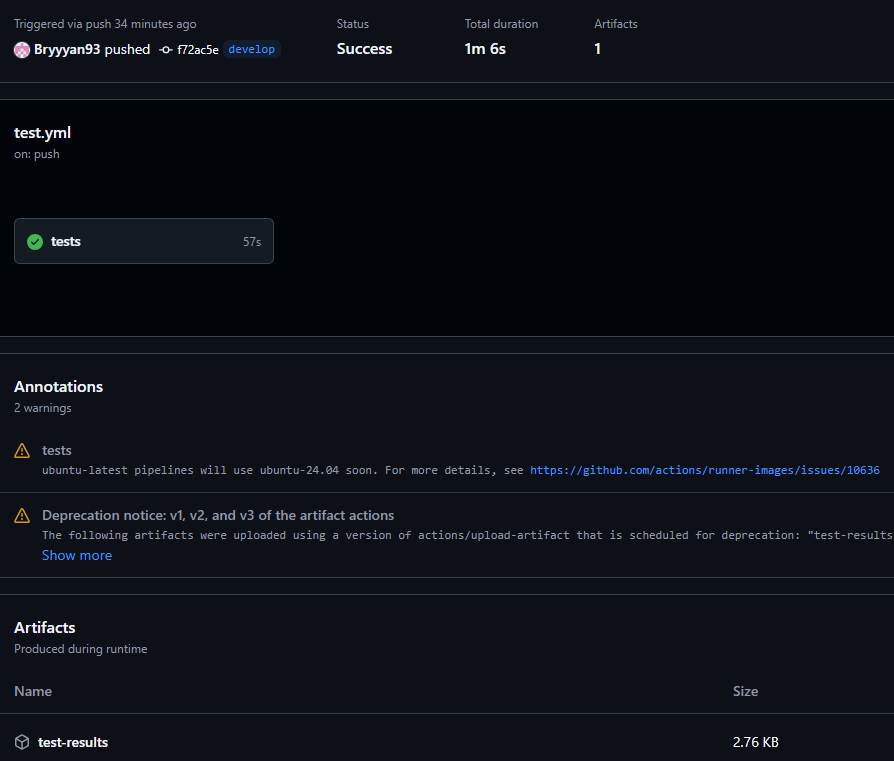 Triggered via push 34 minutes ago
Bryyyan93 pushed f72ac5e develop
Status
Success
Total duration
1m 6s
Artifacts
1
test.yml
on: push
tests 57s
Annotations
2 warnings
tests
ubuntu-latest pipelines will use ubuntu-24.04 soon. For more details, see https://github.com/actions/runner-images/issues/10636
Deprecation notice: v1, v2, and v3 of the artifact actions
The following artifacts were uploaded using a version of actions/upload-artifact that is scheduled for deprecation: "test-results
Show more
Artifacts
Produced during runtime
Name Size
test-results 2.76 KB